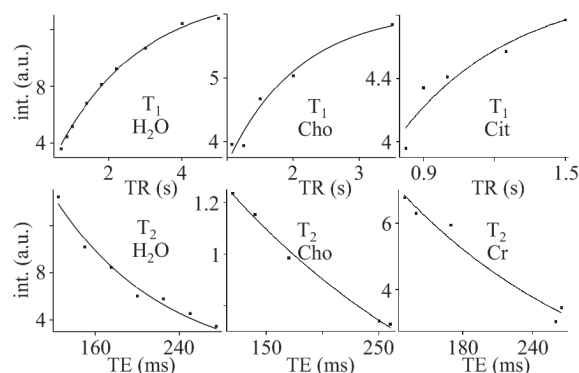 int. (a.u.)
8
4
T₁
H₂O
2
4
TR (s)
5
4
T₁
Cho
2
3
TR (s)
4.4
4
T₁
Cit
0.9
1.5
TR (s)
int. (a.u.)
8
4
T₂
H₂O
160
240
TE (ms)
1.2
1
T₂
Cho
150
250
TE (ms)
6
4
T₂
Cr
180
240
TE (ms)